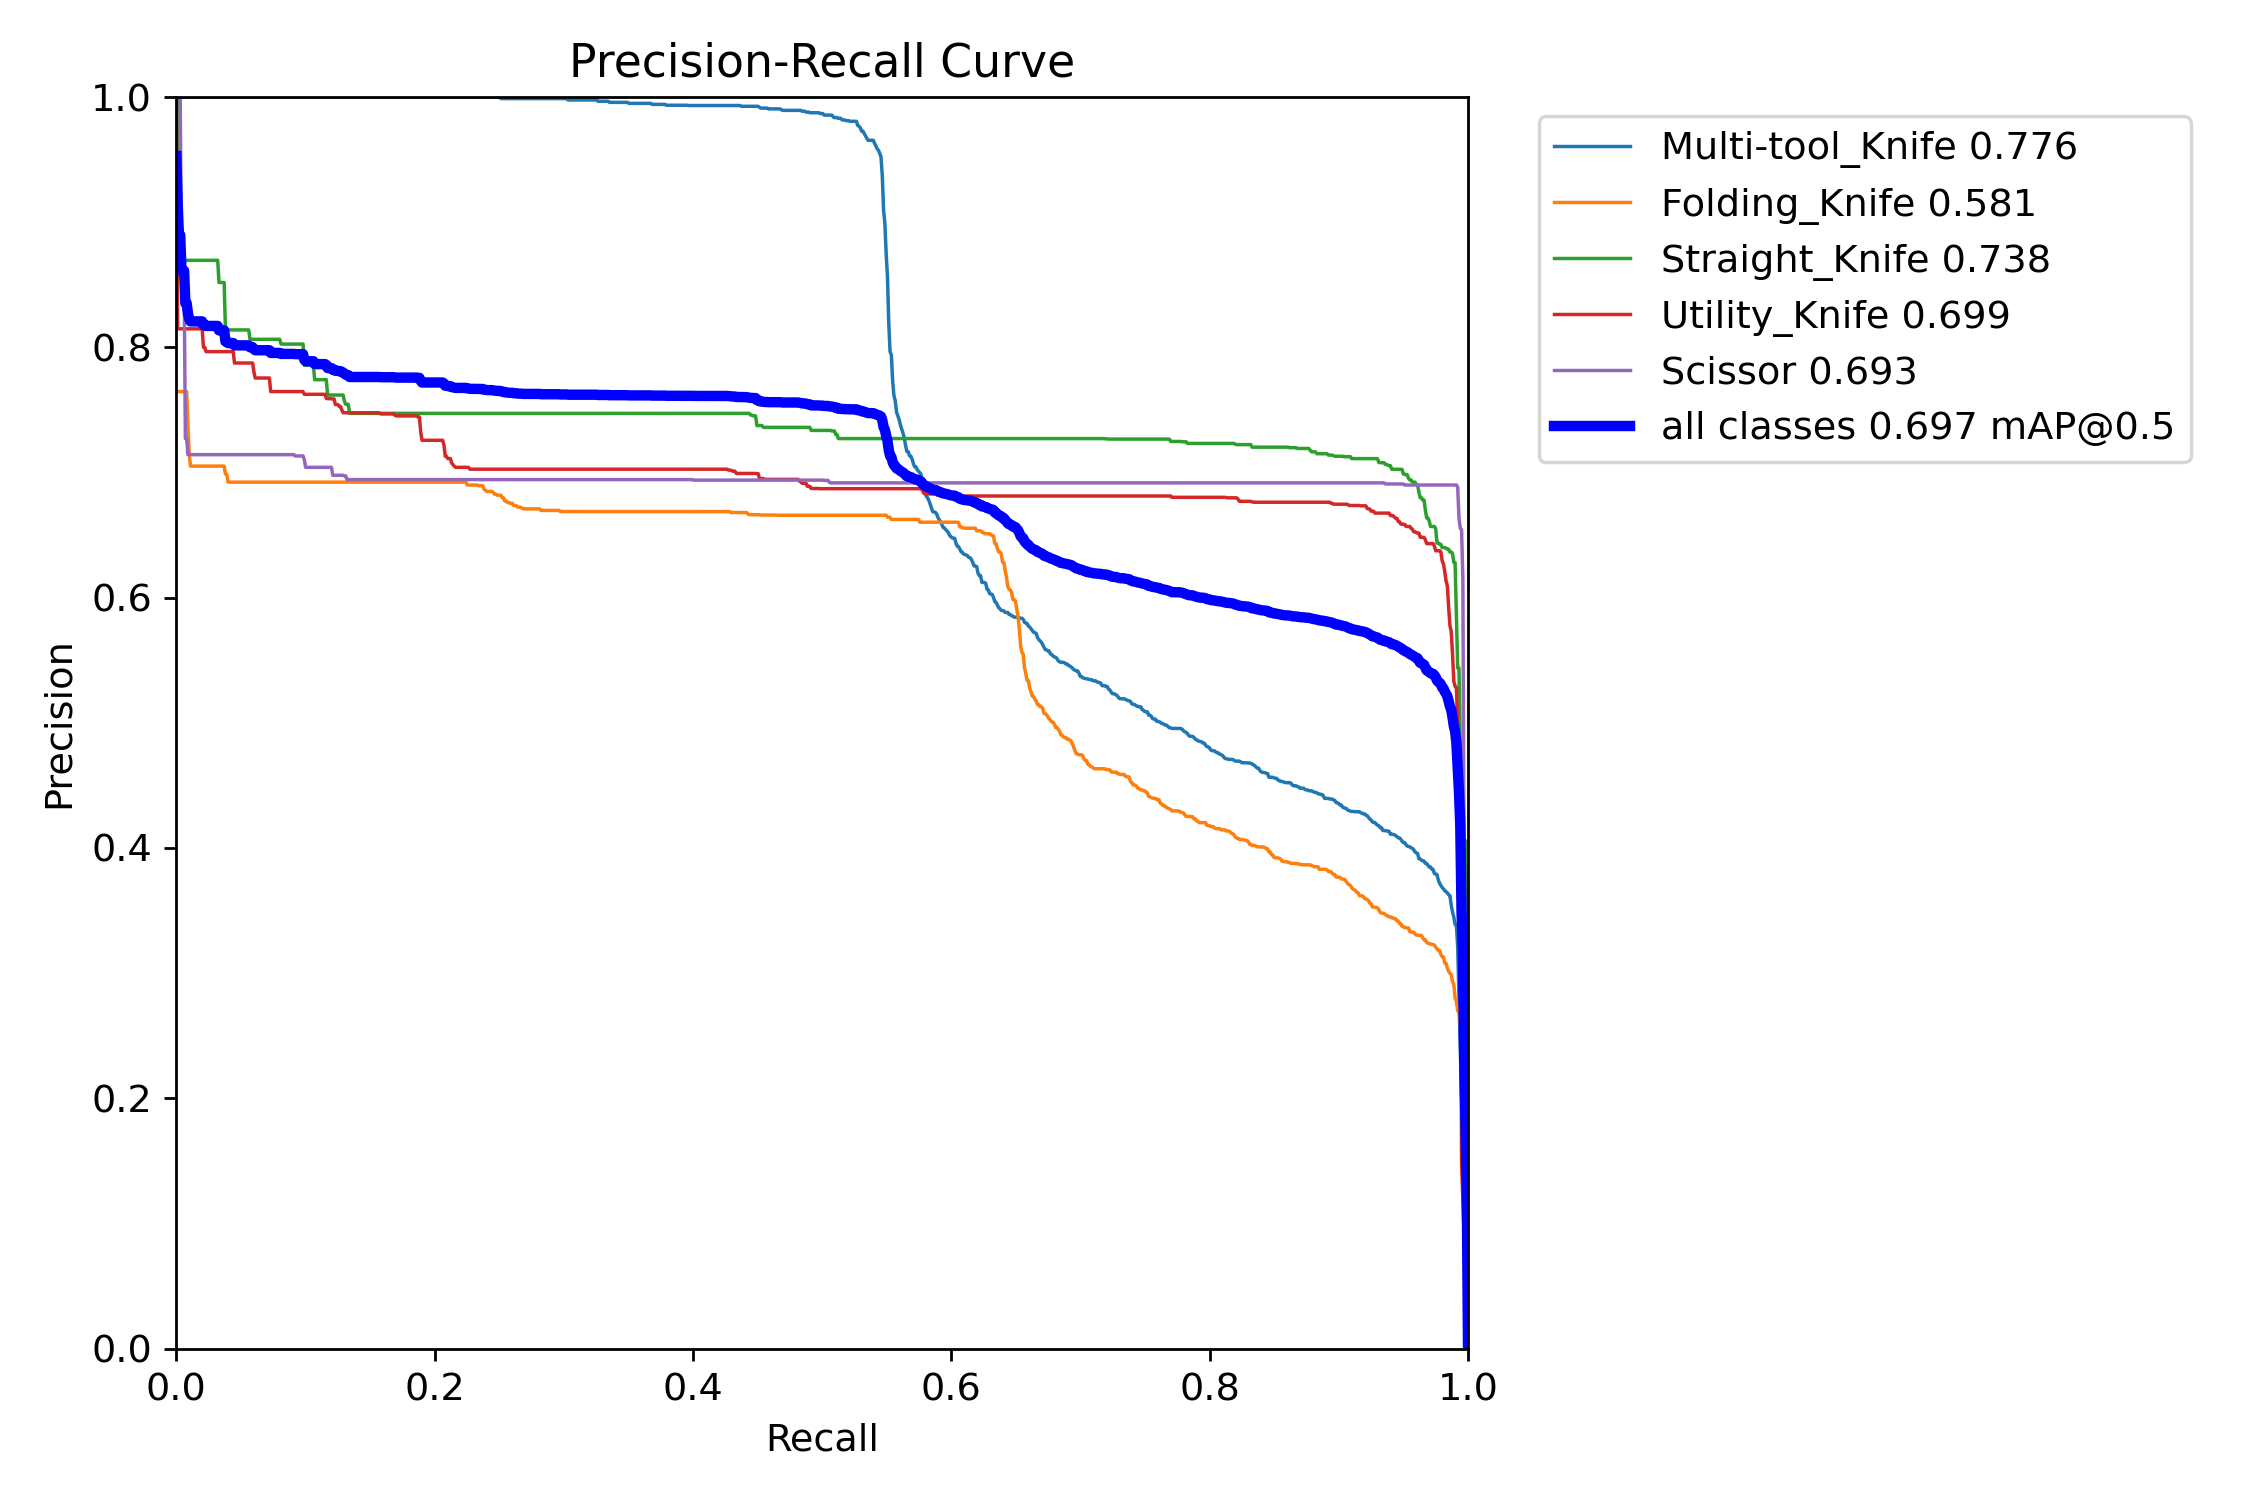 Precision-Recall Curve
1.0
0.8
0.6
0.4
0.2
0.0
Precision
0.0 0.2 0.4 0.6 0.8 1.0
Recall
Multi-tool_Knife 0.776
Folding_Knife 0.581
Straight_Knife 0.738
Utility_Knife 0.699
Scissor 0.693
all classes 0.697 mAP@0.5